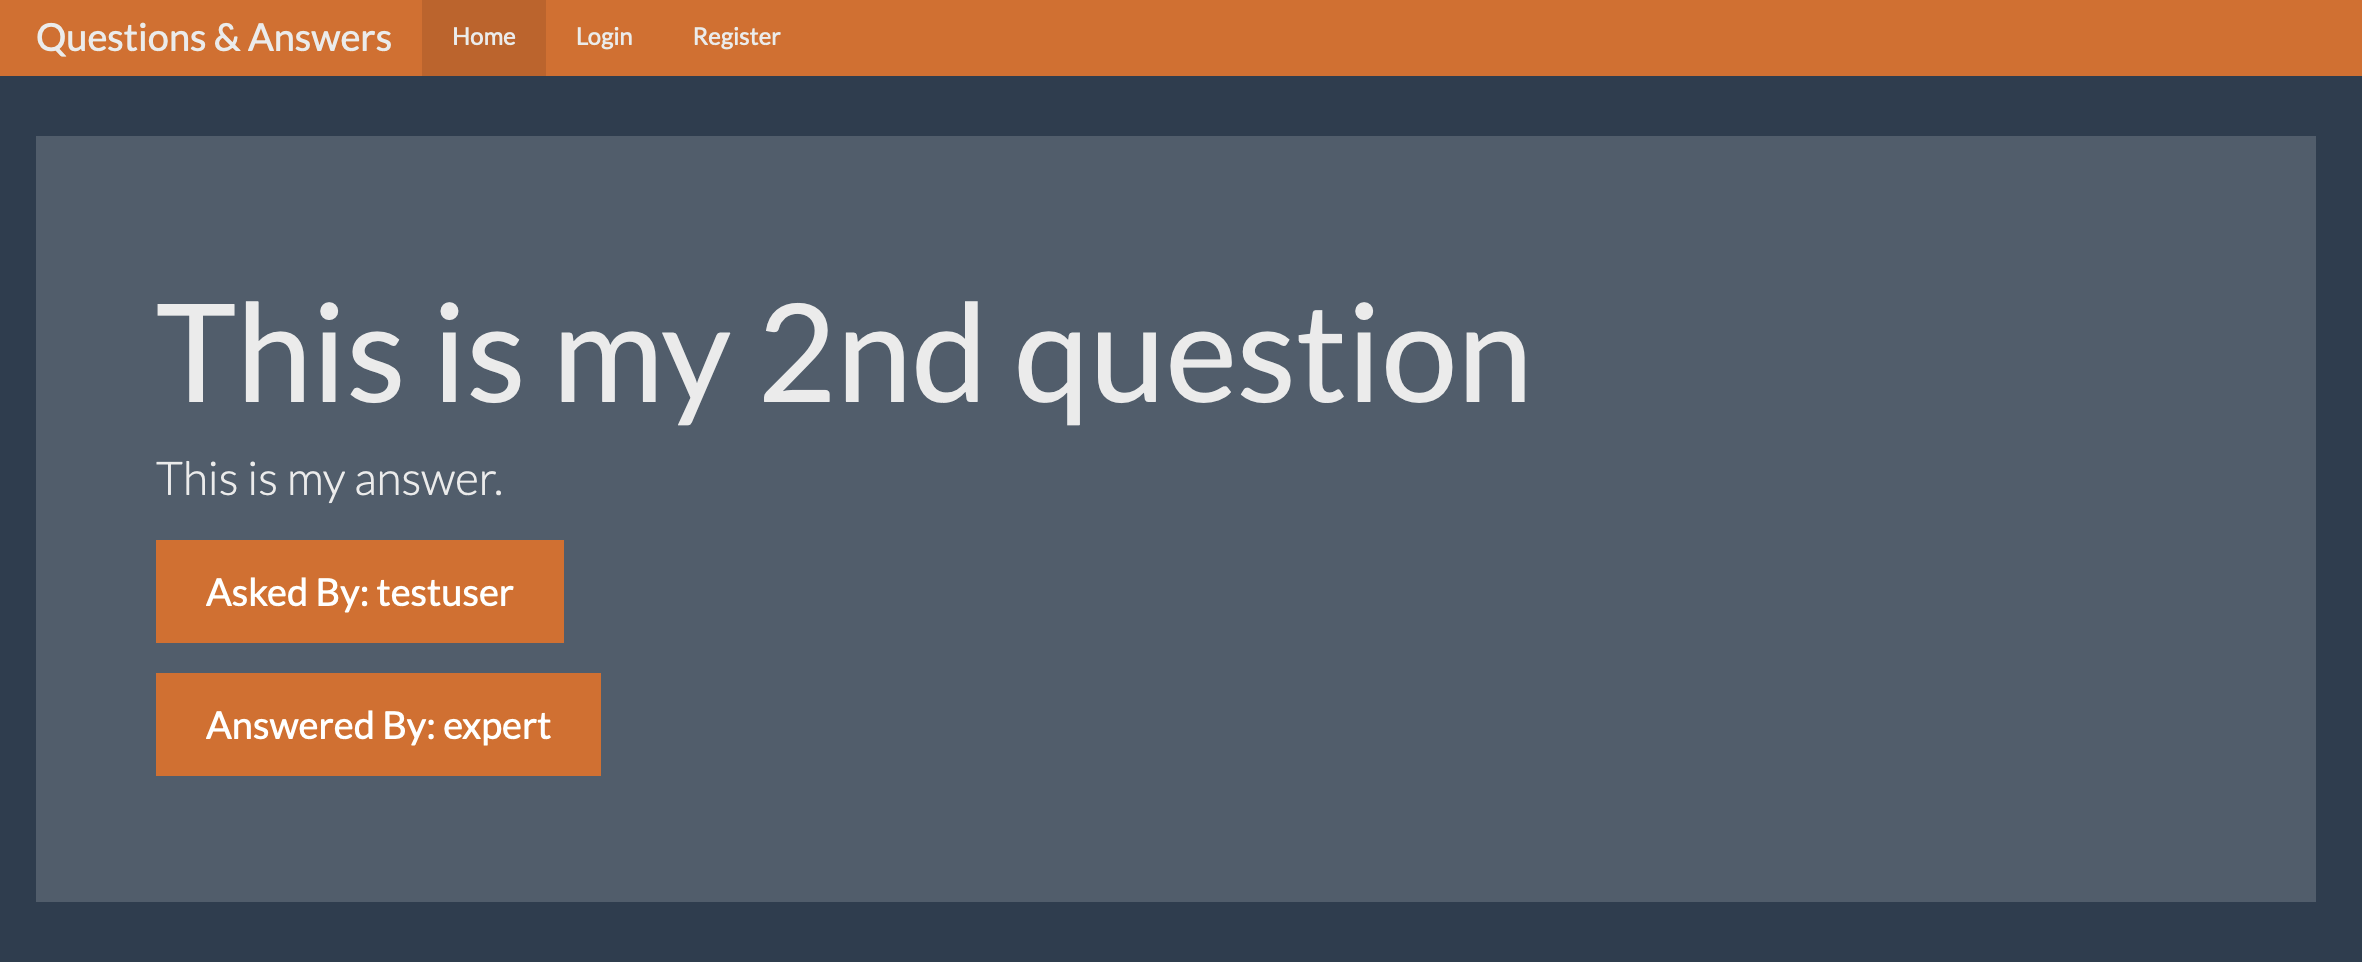 Questions & Answers Home Login Register
This is my 2nd question
This is my answer.
Asked By: testuser
Answered By: expert